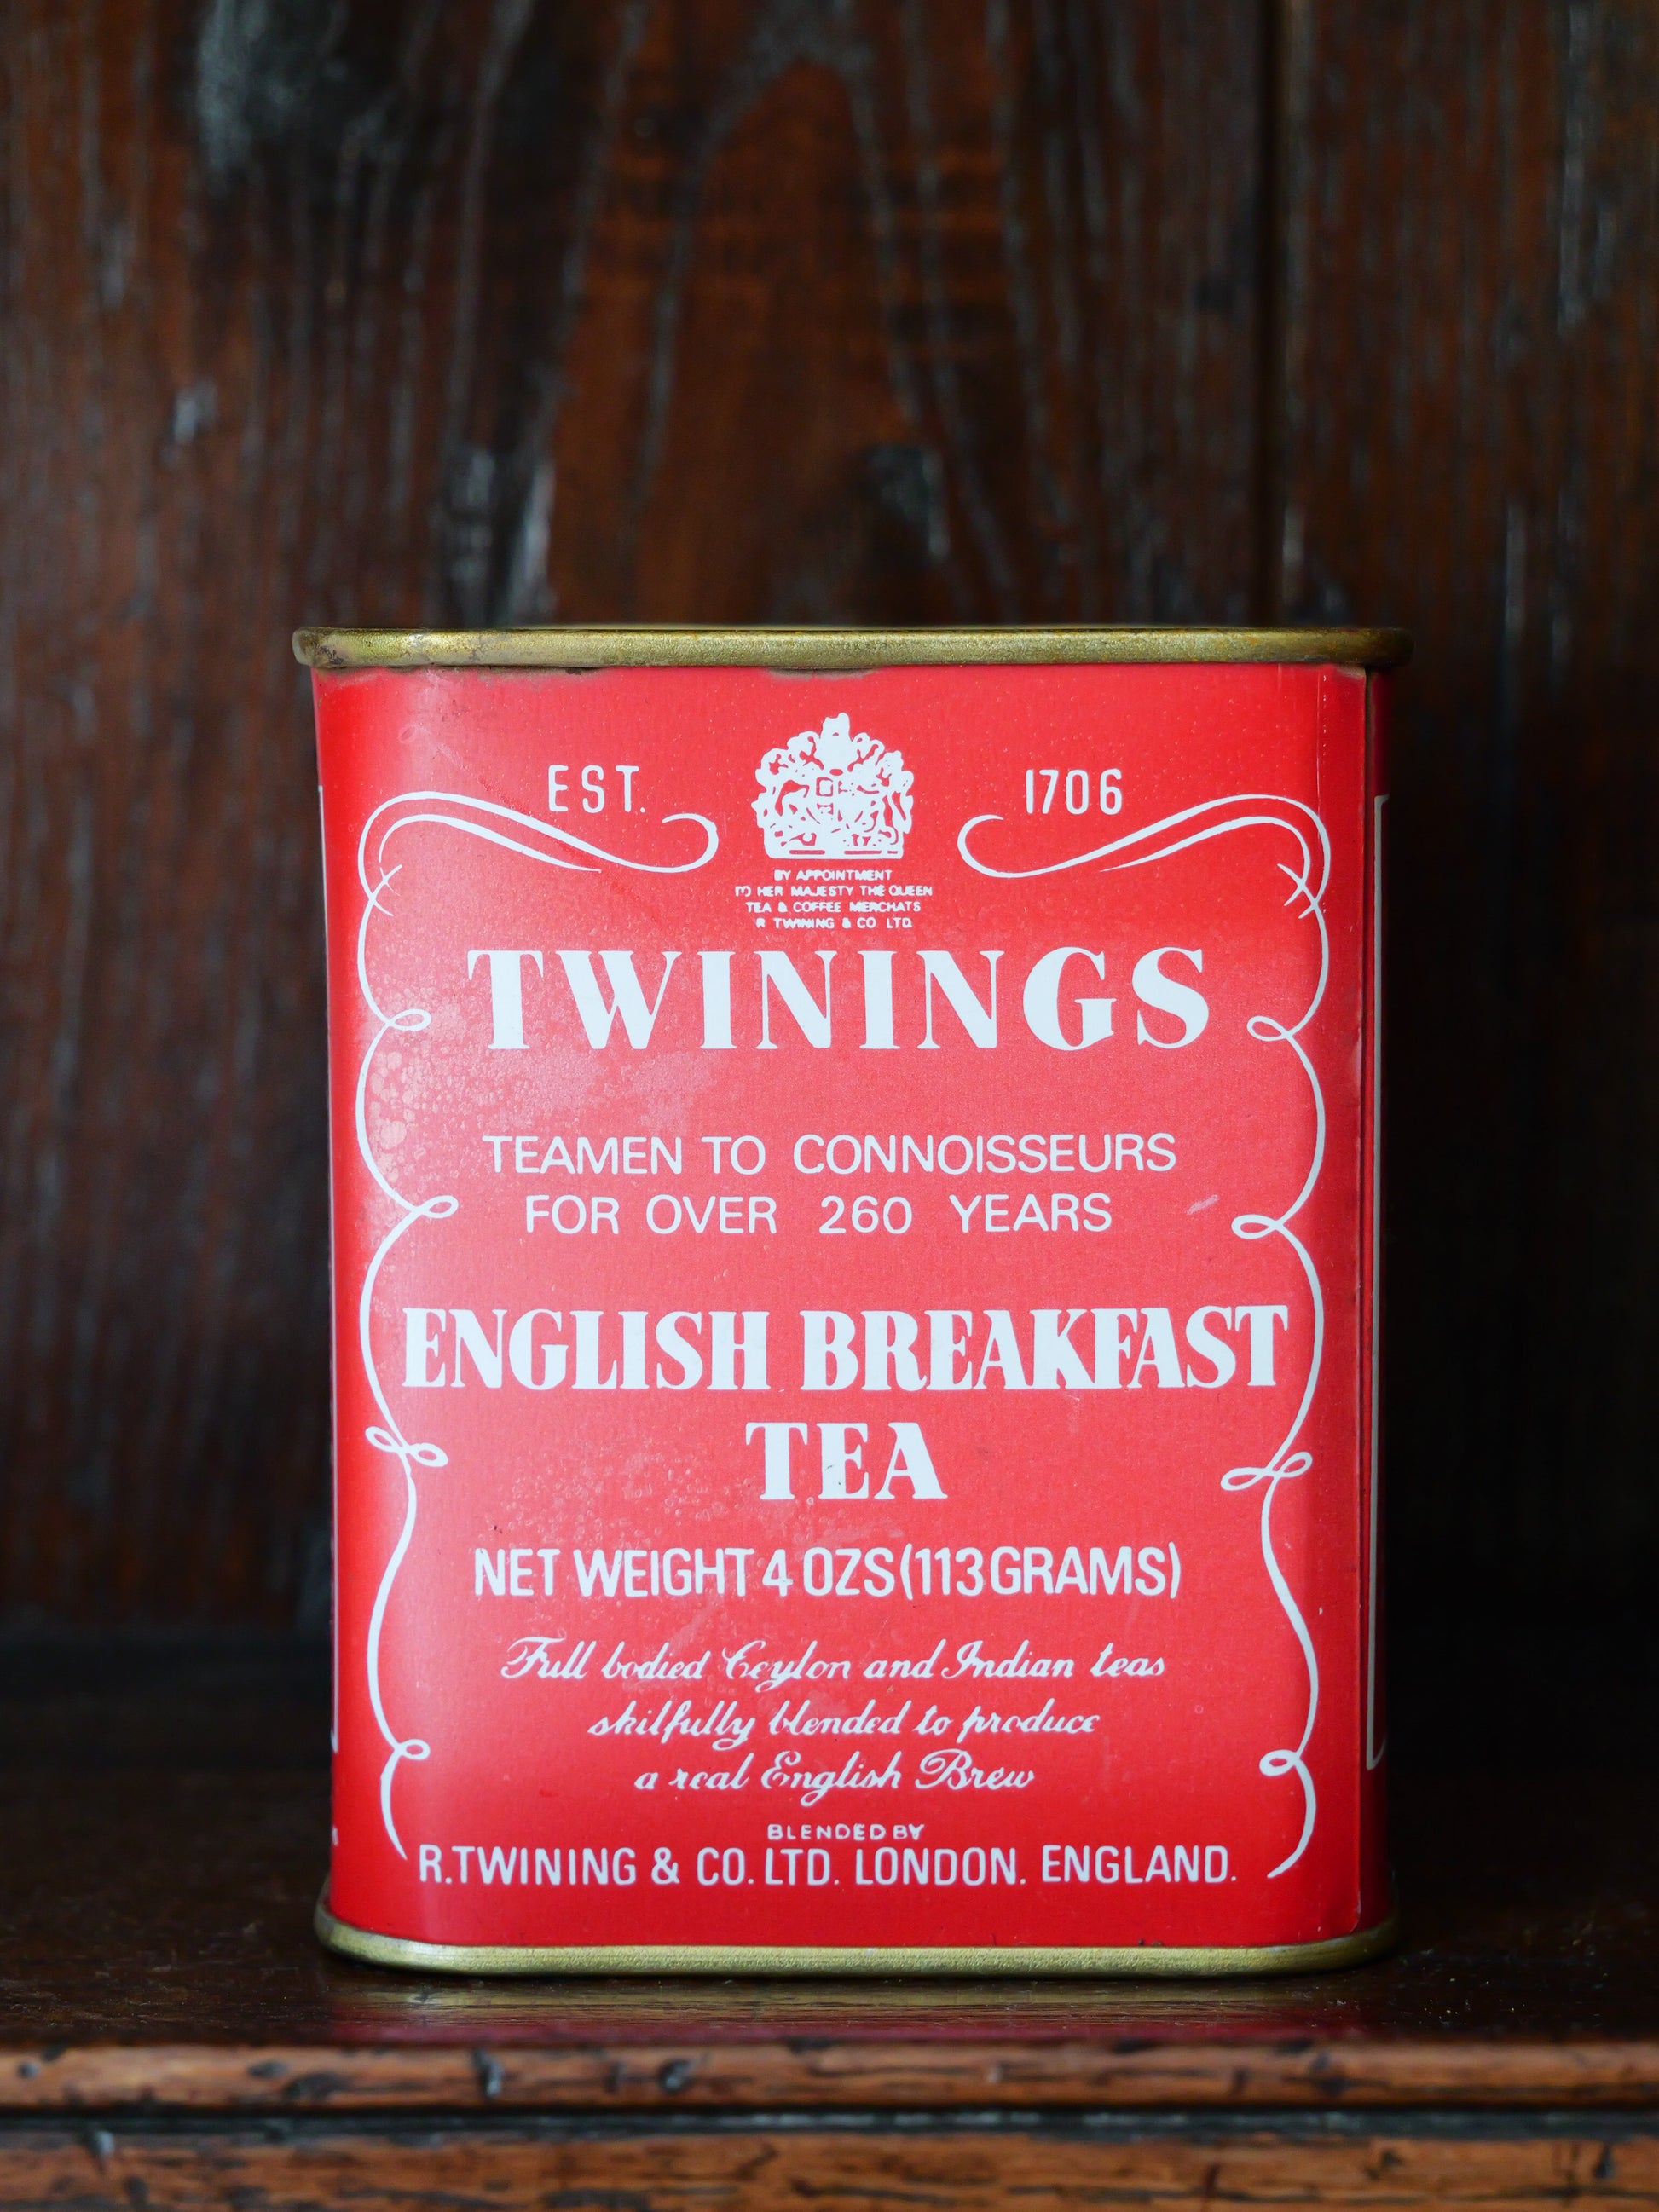 EST. 1706
BY APPOINTMENT
TO HER MAJESTY THE QUEEN
TEA & COFFEE MERCHATS
R TWINING & CO LTD.
TWININGS
TEAMEN TO CONNOISSEURS
FOR OVER 260 YEARS
ENGLISH BREAKFAST
TEA
NET WEIGHT 4 OZS (113 GRAMS)
Full bodied Ceylon and Indian teas
skilfully blended to produce
a real English Brew
BLENDED BY
R. TWINING & CO. LTD. LONDON. ENGLAND.